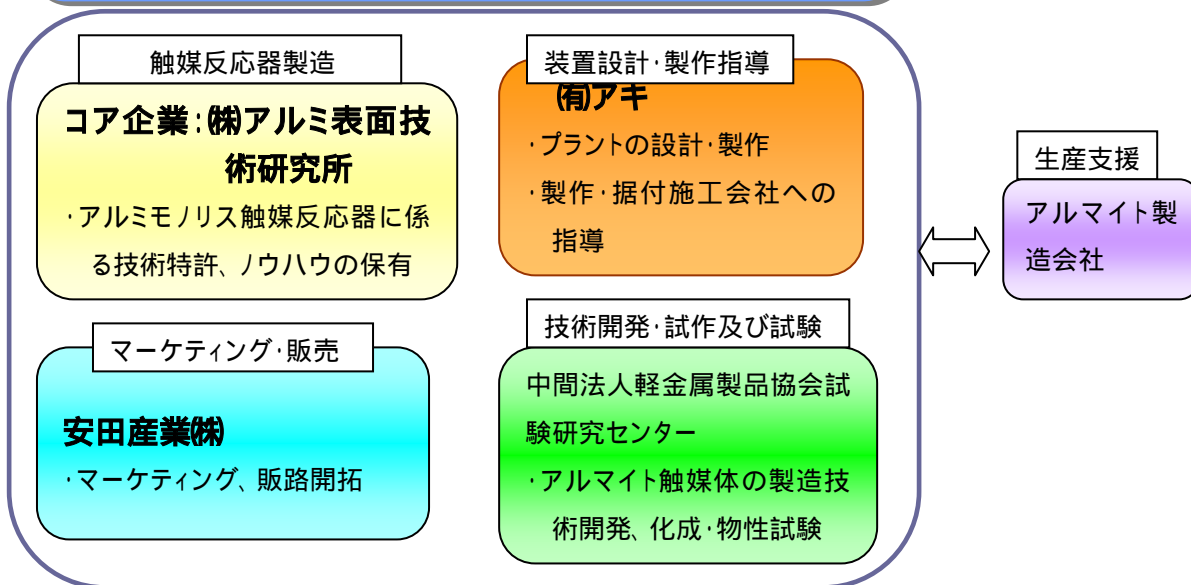 触媒反応器製造
コア企業:㈱アルミ表面技
術研究所
・アルミモノリス触媒反応器に係
る技術特許、ノウハウの保有
装置設計・製作指導
㈲アキ
・プラントの設計・製作
・製作・据付施工会社への
指導
マーケティング・販売
安田産業㈱
・マーケティング、販路開拓
技術開発・試作及び試験
中間法人軽金属製品協会試
験研究センター
・アルマイト触媒体の製造技
術開発、化成・物性試験
生産支援
アルマイト製
造会社